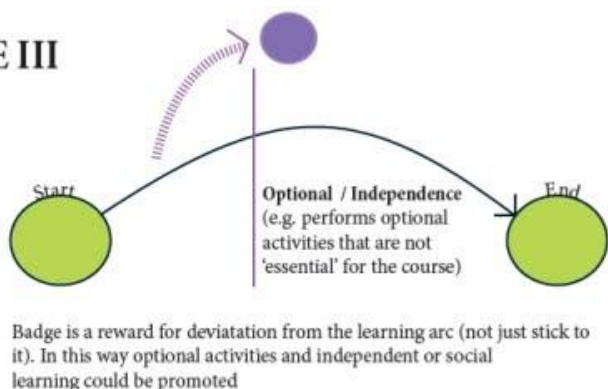 E III
Start
End
Optional / Independence
(e.g. performs optional
activities that are not
'essential' for the course)
Badge is a reward for deviatation from the learning arc (not just stick to
it). In this way optional activities and independent or social
learning could be promoted